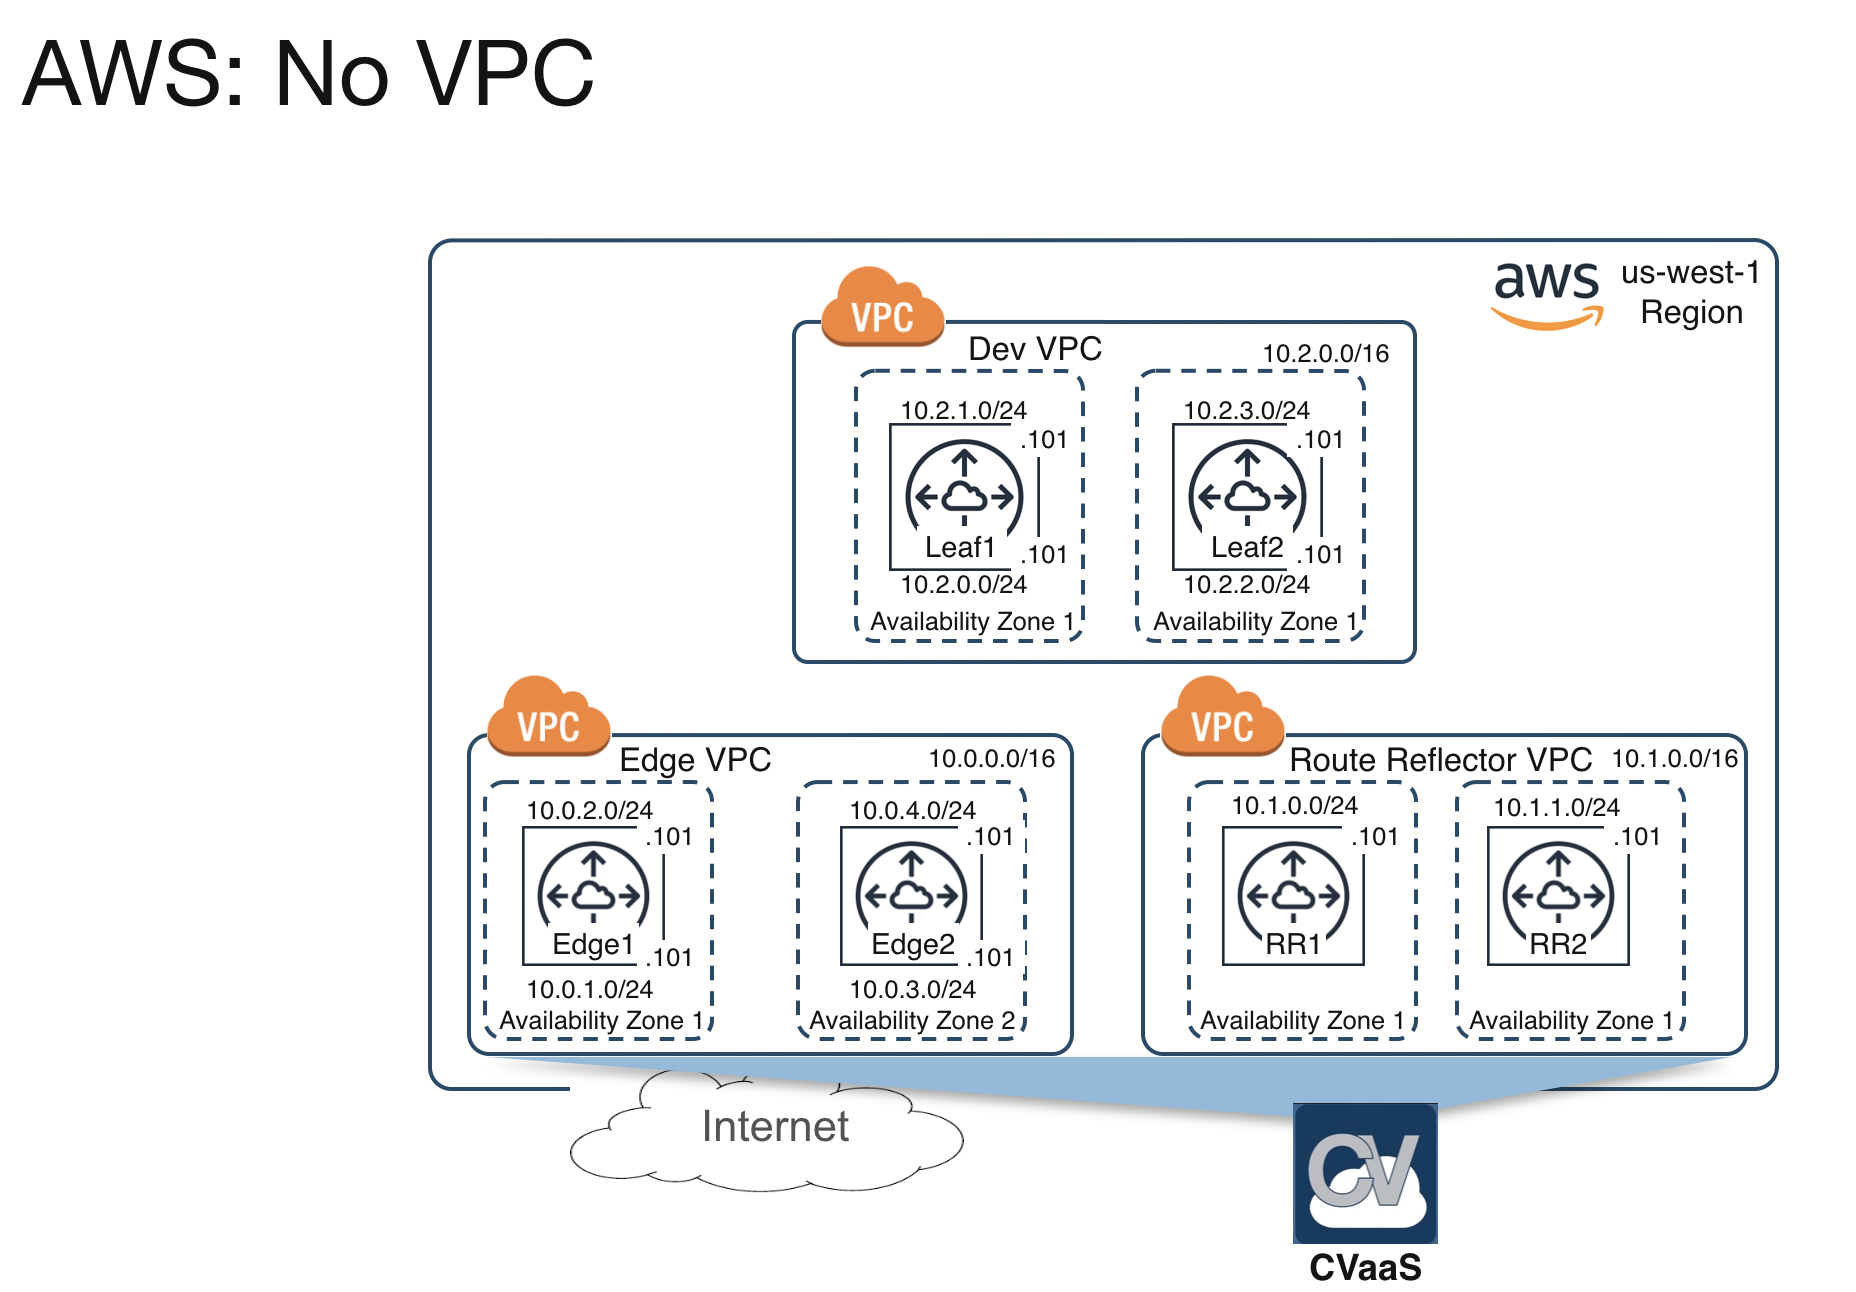 AWS: No VPC
aws
us-west-1
Region
VPC
Dev VPC
10.2.0.0/16
10.2.1.0/24
.101
Leaf1
.101
10.2.0.0/24
Availability Zone 1
10.2.3.0/24
.101
Leaf2
.101
10.2.2.0/24
Availability Zone 1
VPC
Edge VPC
10.0.0.0/16
10.0.2.0/24
.101
Edge1
.101
10.0.1.0/24
Availability Zone 1
10.0.4.0/24
.101
Edge2
.101
10.0.3.0/24
Availability Zone 2
VPC
Route Reflector VPC
10.1.0.0/16
10.1.0.0/24
.101
RR1
Availability Zone 1
10.1.1.0/24
.101
RR2
Availability Zone 1
Internet
CV
CVaaS